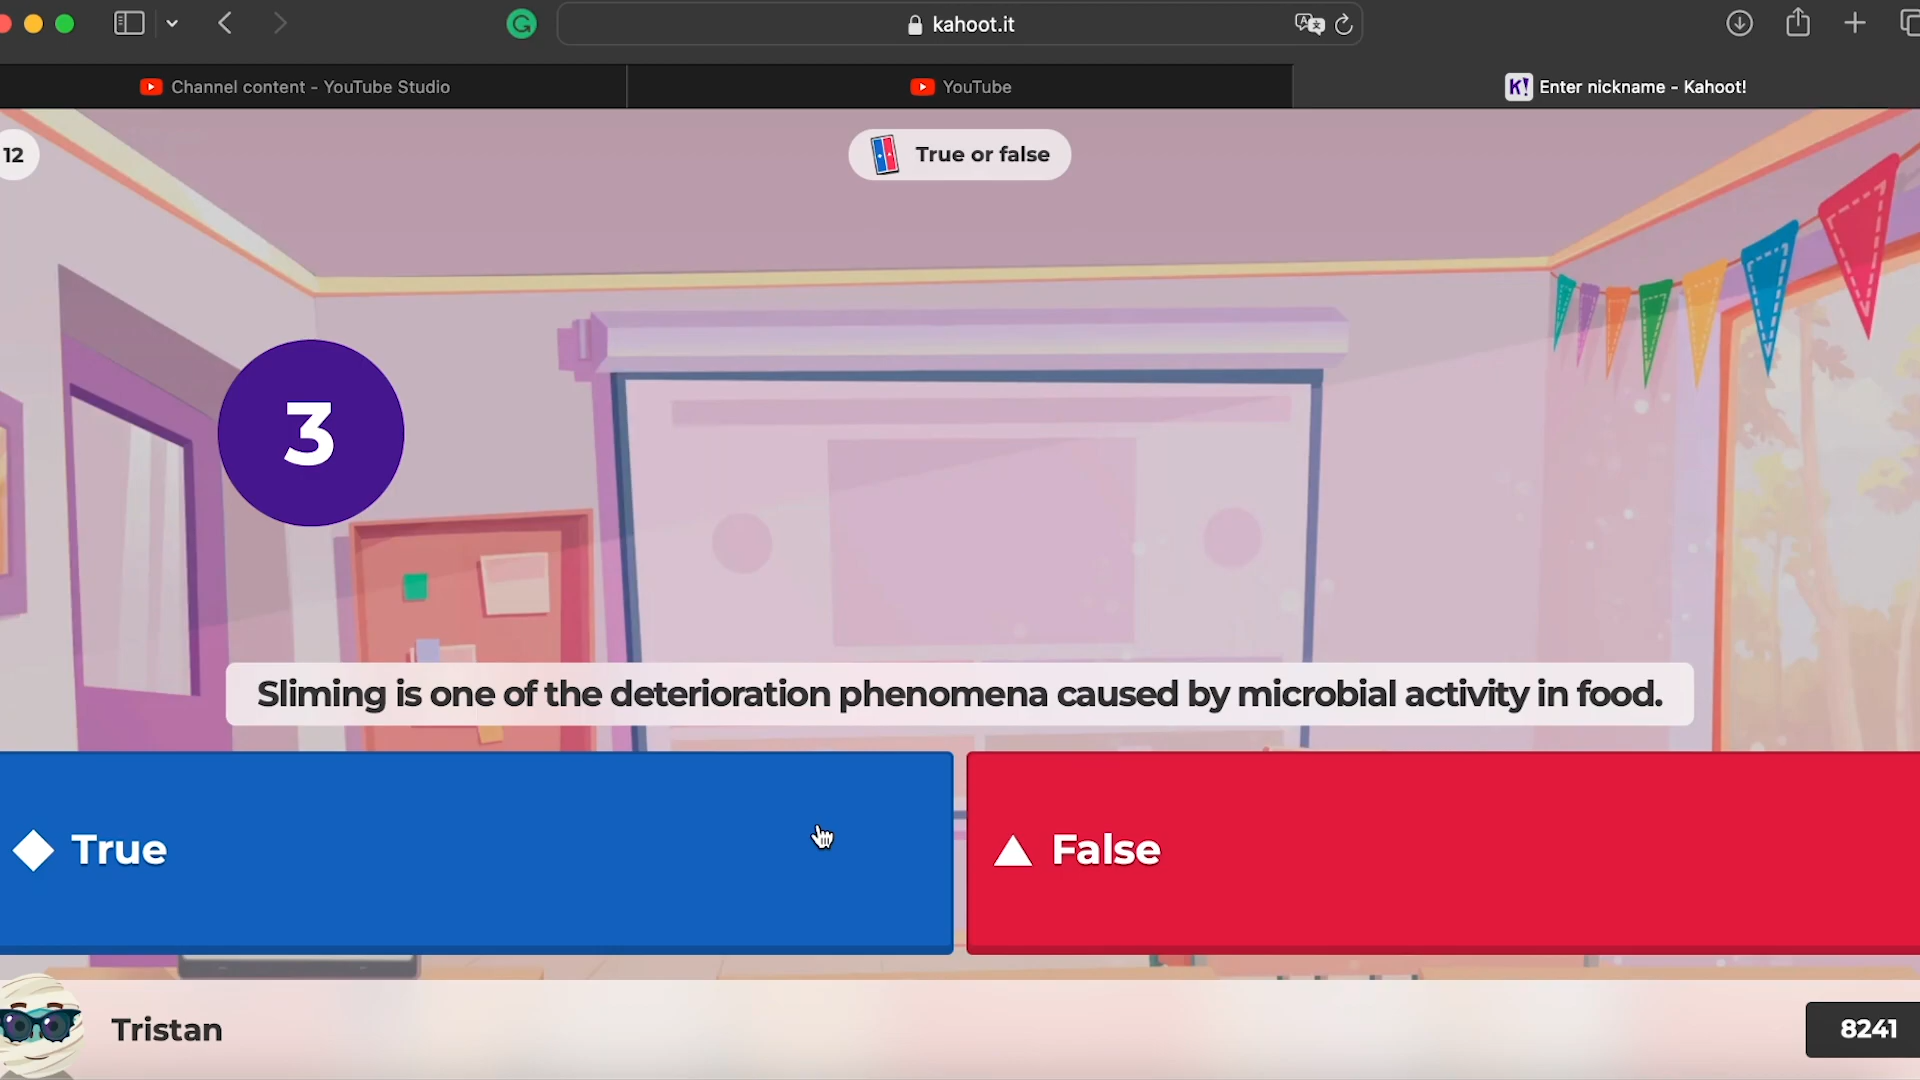 kahoot.it
Channel content - YouTube Studio
YouTube
K! Enter nickname - Kahoot!
12
True or false
3
Sliming is one of the deterioration phenomena caused by microbial activity in food.
True
False
Tristan
8241